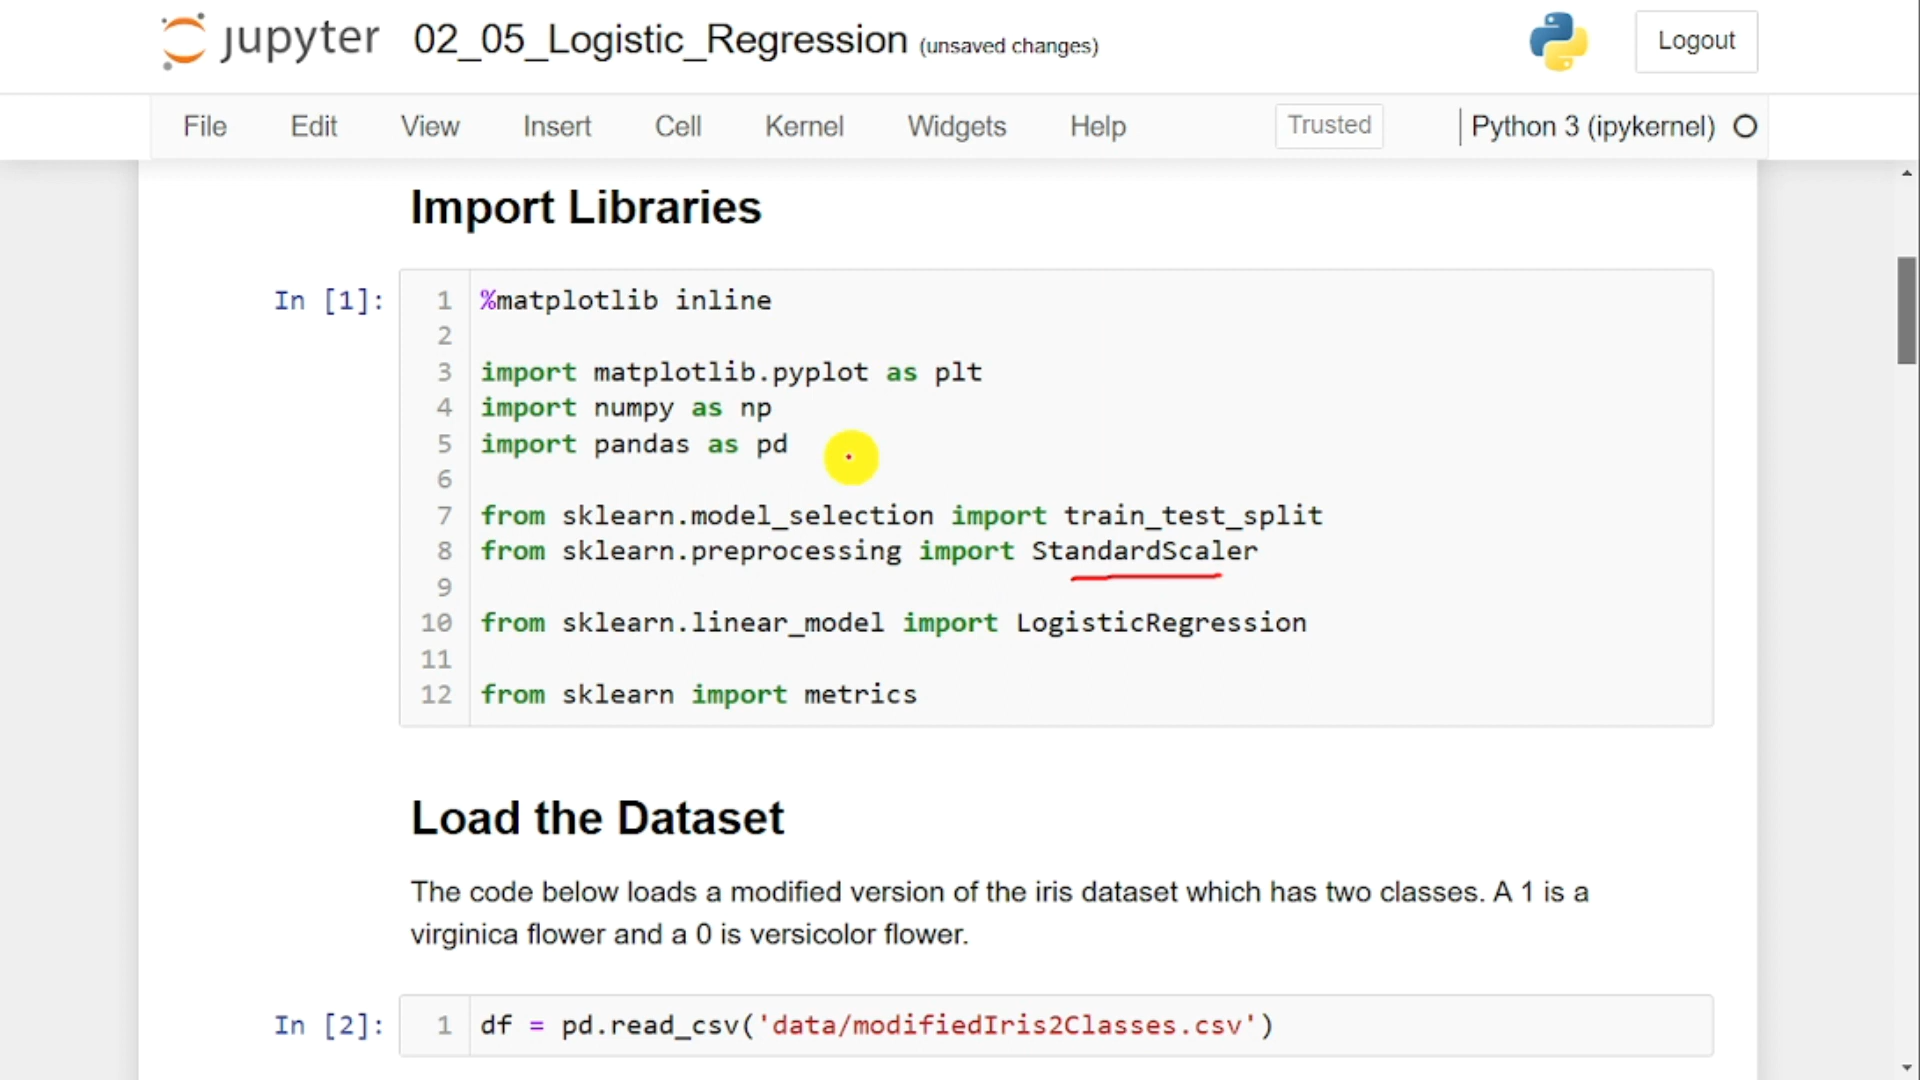 jupyter 02_05_Logistic_Regression (unsaved changes) Logout
File Edit View Insert Cell Kernel Widgets Help Trusted Python 3 (ipykernel)
Import Libraries
In [1]: 1 %matplotlib inline
2
3 import matplotlib.pyplot as plt
4 import numpy as np
5 import pandas as pd
6
7 from sklearn.model_selection import train_test_split
8 from sklearn.preprocessing import StandardScaler
9
10 from sklearn.linear_model import LogisticRegression
11
12 from sklearn import metrics
Load the Dataset
The code below loads a modified version of the iris dataset which has two classes. A 1 is a
virginica flower and a 0 is versicolor flower.
In [2]: 1 df = pd.read_csv('data/modifiedIris2Classes.csv')